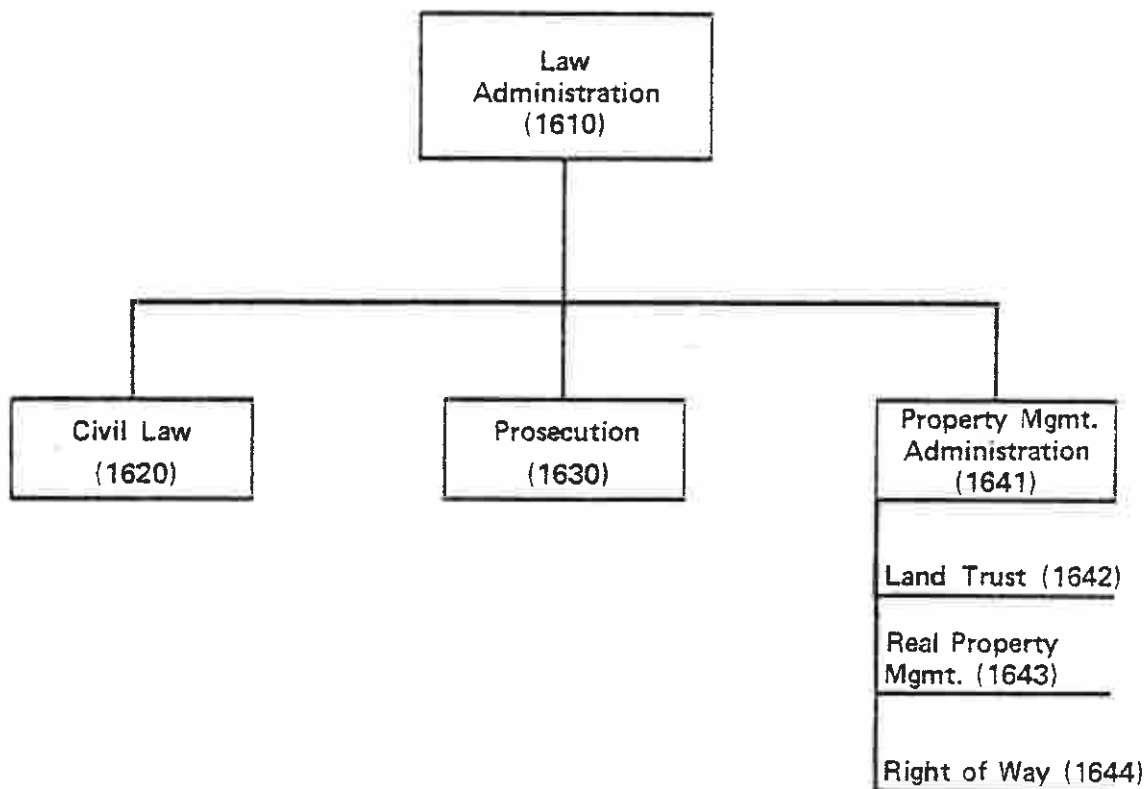 Law
Administration
(1610)
Civil Law
(1620)
Prosecution
(1630)
Property Mgmt.
Administration
(1641)
Land Trust (1642)
Real Property
Mgmt. (1643)
Right of Way (1644)